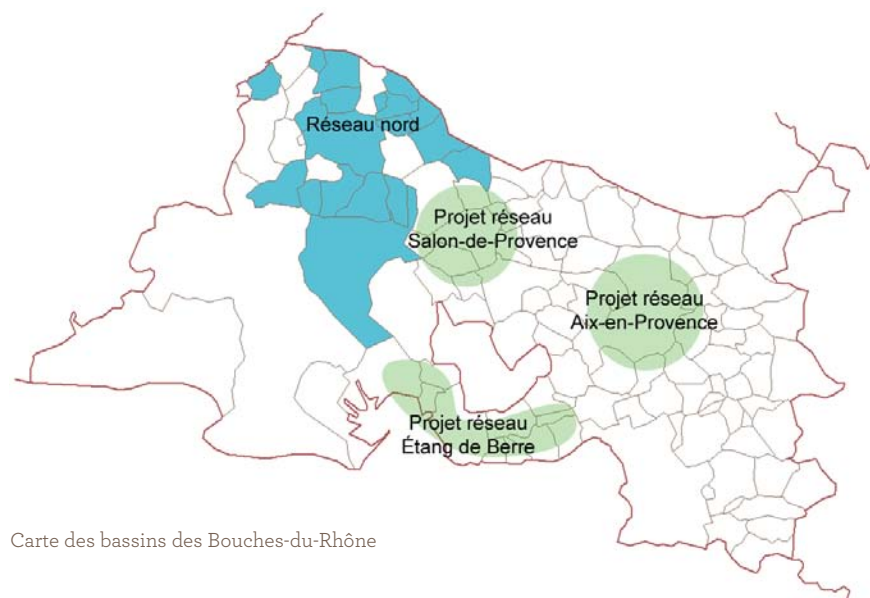 Réseau nord
Projet réseau
Salon-de-Provence
Projet réseau
Aix-en-Provence
Projet réseau
Étang de Berre
Carte des bassins des Bouches-du-Rhône